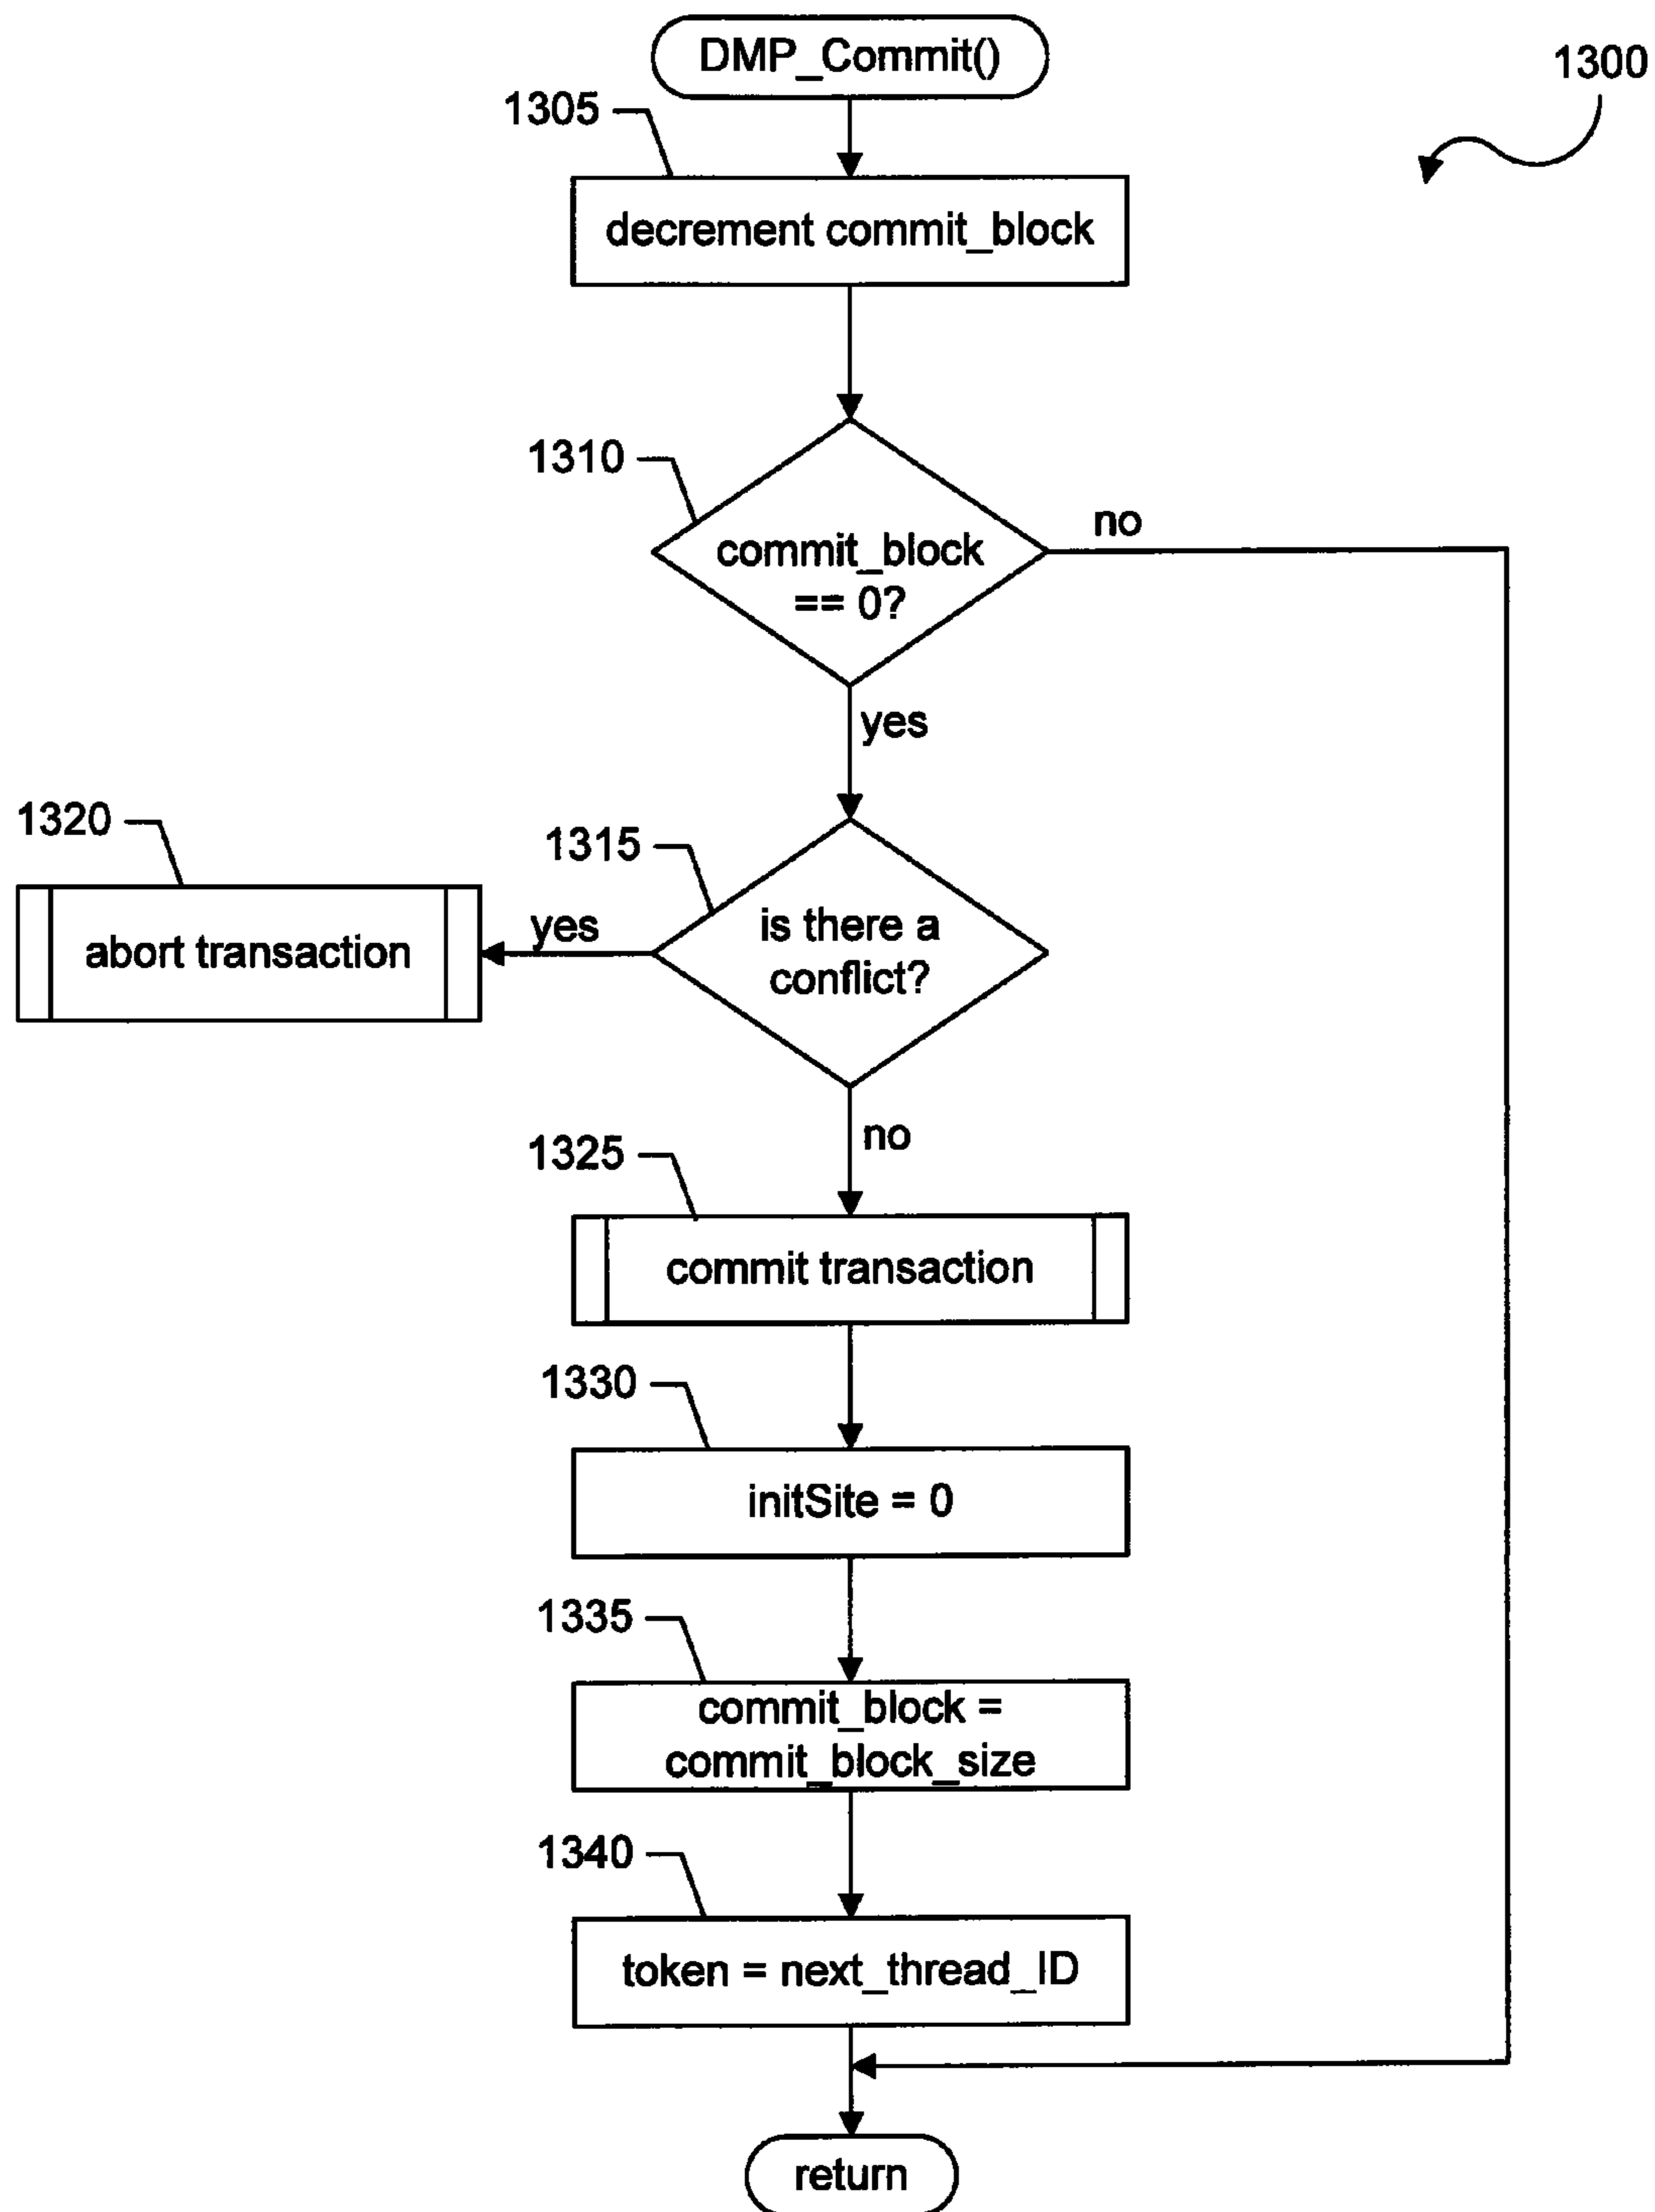 DMP_Commit()
1300
1305
decrement commit_block
1310
commit_block
== 0?
no
yes
1320
1315
abort transaction
yes
is there a
conflict?
no
1325
commit transaction
1330
initSite = 0
1335
commit_block =
commit_block_size
1340
token = next_thread_ID
return